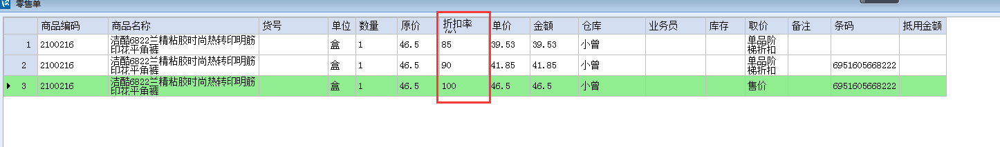 零售单
商品编码 商品名称 货号 单位 数量 原价 折扣率(%) 单价 金额 仓库 业务员 库存 取价 备注 条码 抵用金额
1 2100216 洁酷6822兰精粘胶时尚热转印明筋印花平角裤 盒 1 46.5 85 39.53 39.53 小曾 单品阶梯折扣
2 2100216 洁酷6822兰精粘胶时尚热转印明筋印花平角裤 盒 1 46.5 90 41.85 41.85 小曾 单品阶梯折扣 6951605668222
3 2100216 洁酷6822兰精粘胶时尚热转印明筋印花平角裤 盒 1 46.5 100 46.5 46.5 小曾 售价 6951605668222